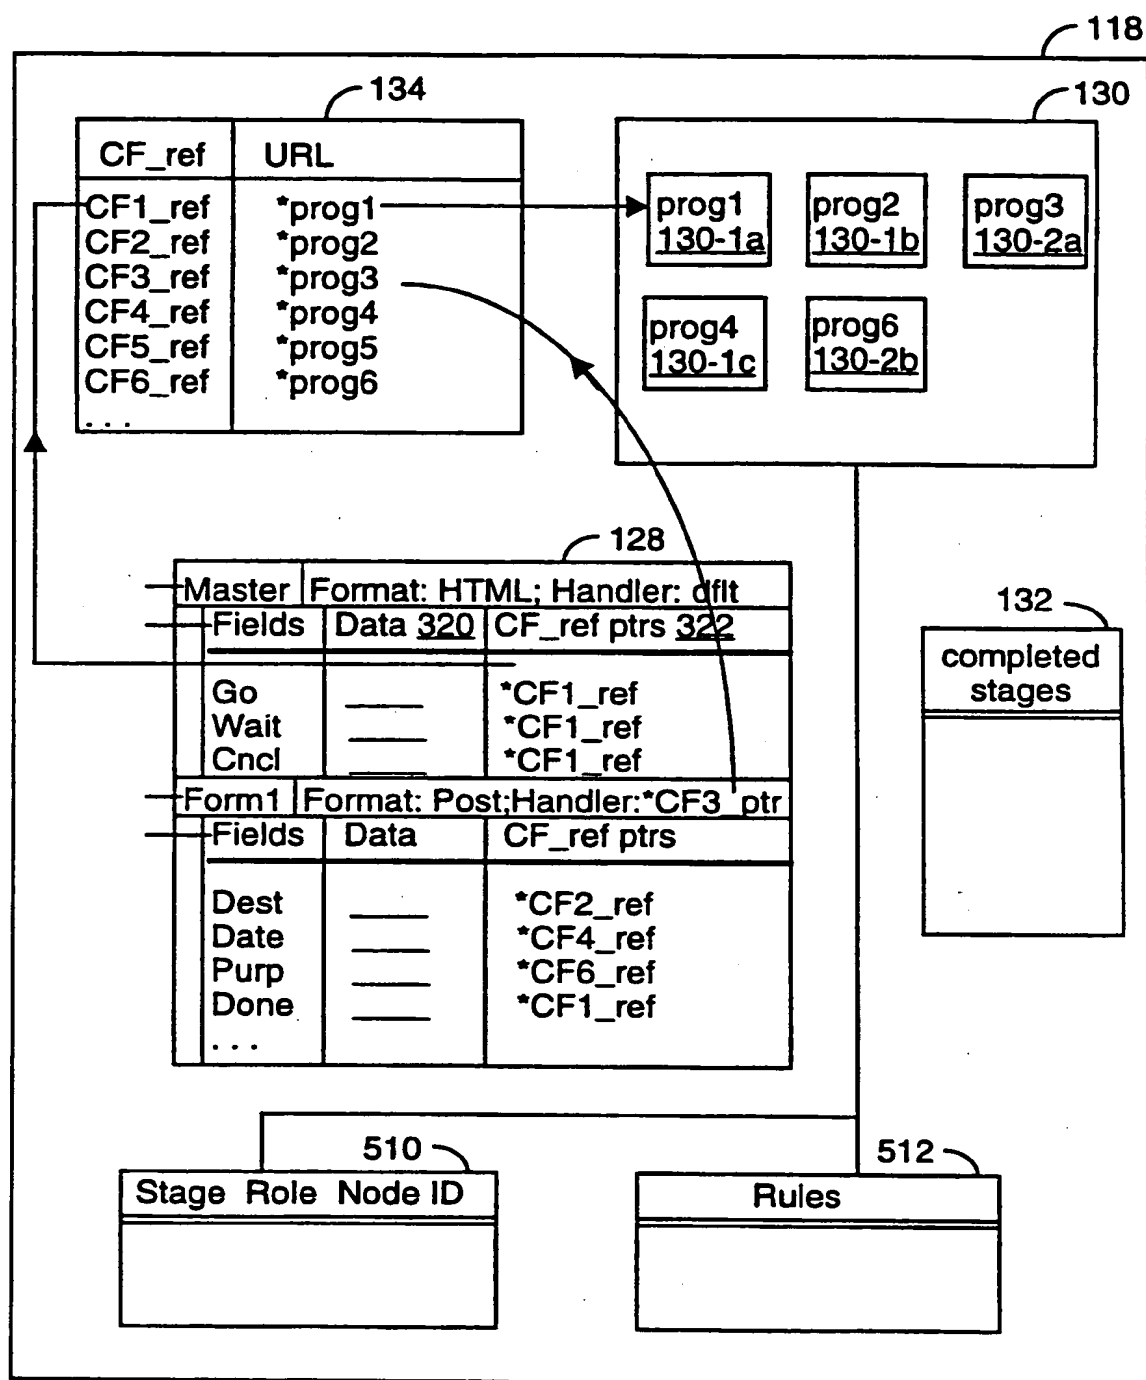 118
134
130
CF_ref URL
CF1_ref *prog1
CF2_ref *prog2
CF3_ref *prog3
CF4_ref *prog4
CF5_ref *prog5
CF6_ref *prog6
. . .
prog1 prog2 prog3
130-1a 130-1b 130-2a
prog4 prog6
130-1c 130-2b
128
Master Format: HTML; Handler: dflt
Fields Data 320 CF_ref ptrs 322
Go *CF1_ref
Wait *CF1_ref
Cncl *CF1_ref
Form1 Format: Post;Handler:*CF3_ptr
Fields Data CF_ref ptrs
Dest *CF2_ref
Date *CF4_ref
Purp *CF6_ref
Done *CF1_ref
. . .
132
completed
stages
510
Stage Role Node ID
512
Rules